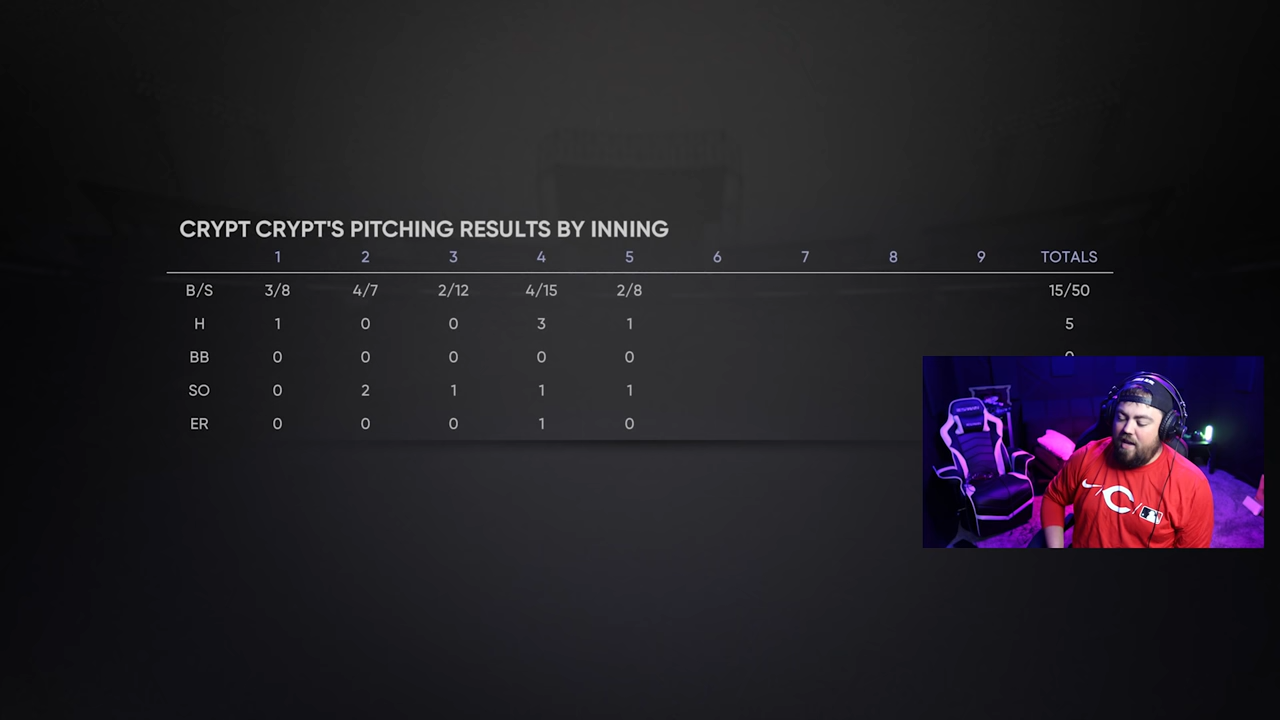 CRYPT CRYPT'S PITCHING RESULTS BY INNING
1 2 3 4 5 6 7 8 9 TOTALS
B/S 3/8 4/7 2/12 4/15 2/8 15/50
H 1 0 0 3 1 5
BB 0 0 0 0 0
SO 0 2 1 1 1
ER 0 0 0 1 0
C